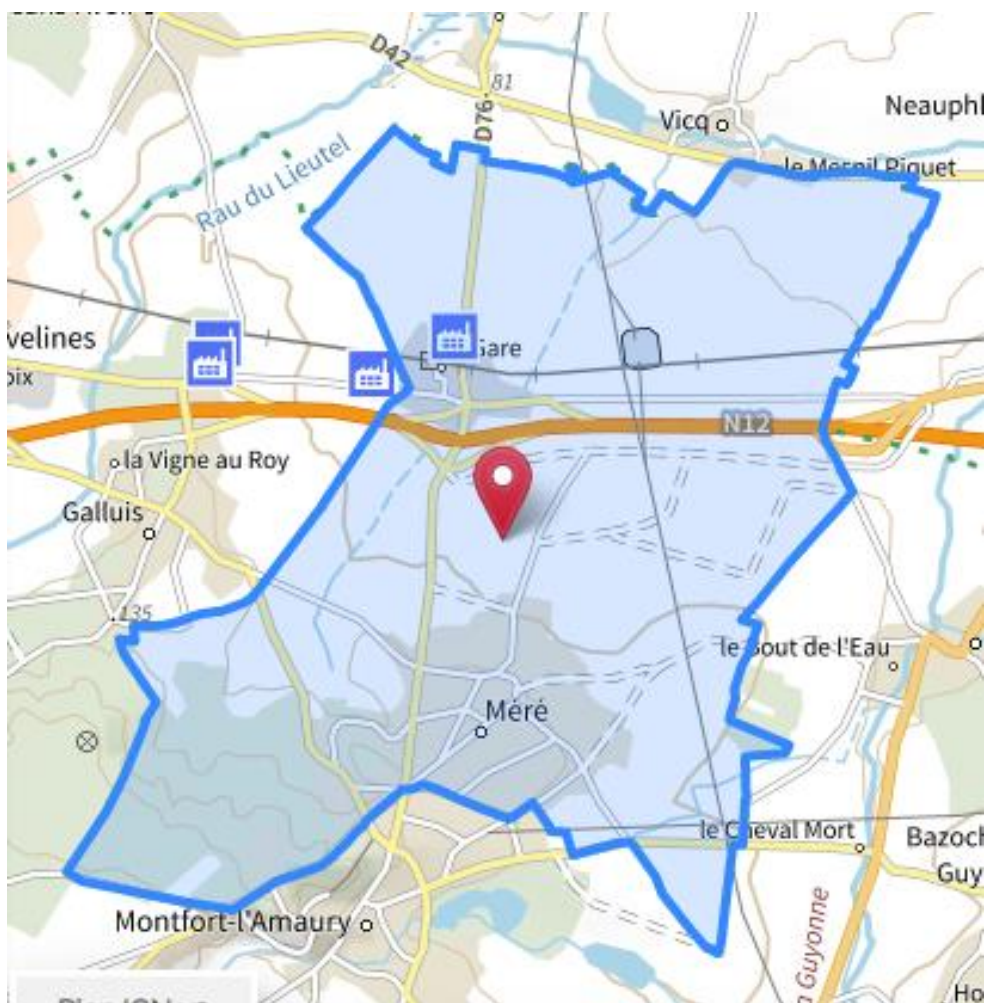 D42
81
D76
Vicq
Neauphl
le Mesnil Piquet
Rau du Lieutel
velines
Gare
oix
N12
la Vigne au Roy
Galluis
135
le Bout de l'Eau
Méré
le Cheval Mort
Bazoch
Guy
Montfort-l'Amaury
Guyonne
Ho